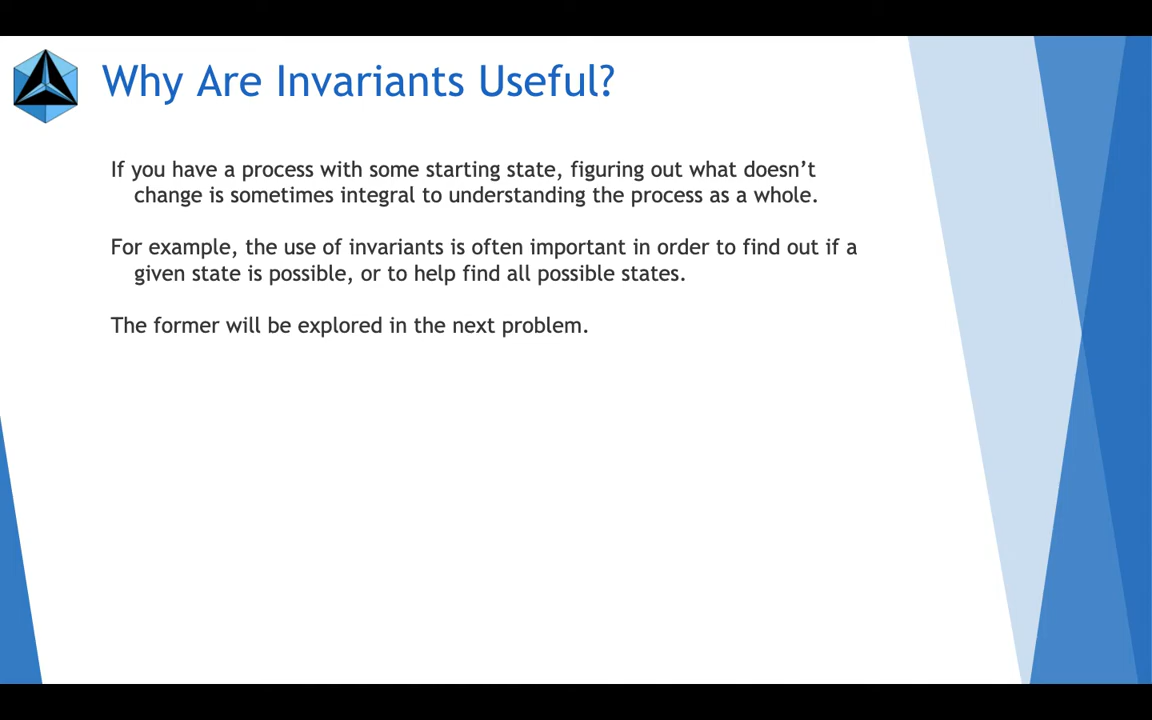 Why Are Invariants Useful?
If you have a process with some starting state, figuring out what doesn’t
change is sometimes integral to understanding the process as a whole.
For example, the use of invariants is often important in order to find out if a
given state is possible, or to help find all possible states.
The former will be explored in the next problem.